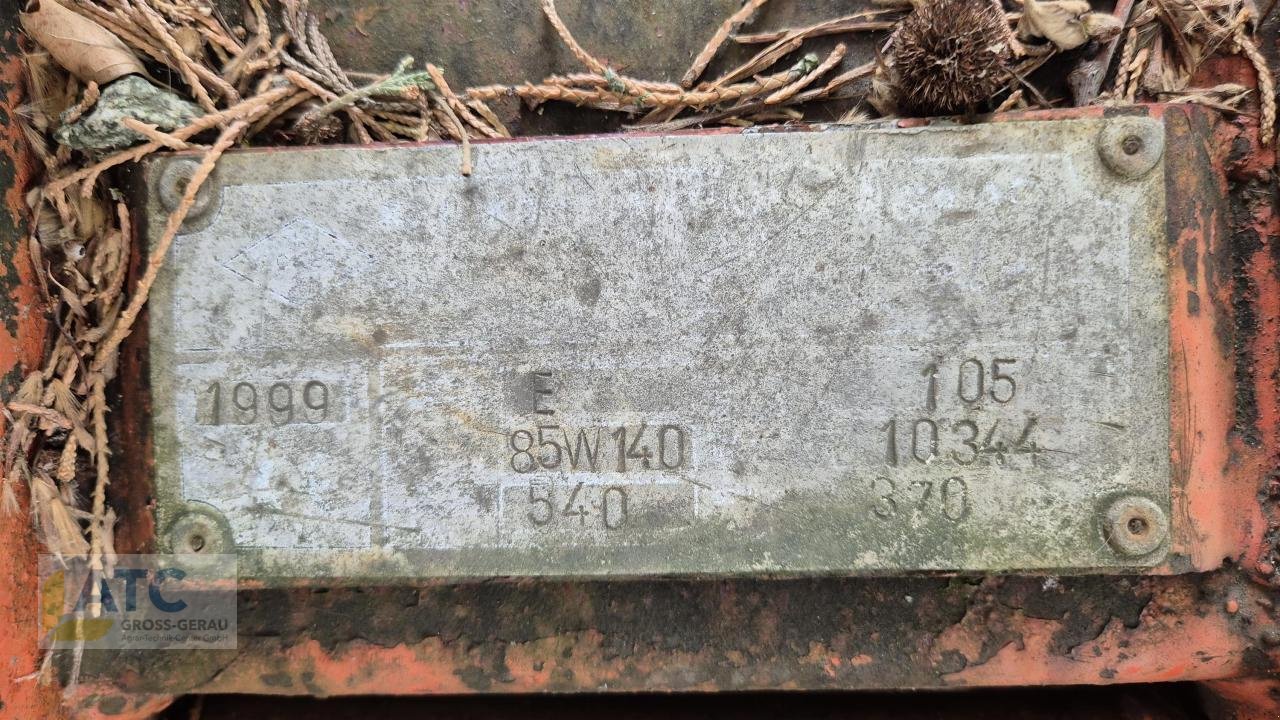 1999 E 105
85W140 10344
540 370
ATC
GROSS-GERAU
Agrar-Technik-Center GmbH